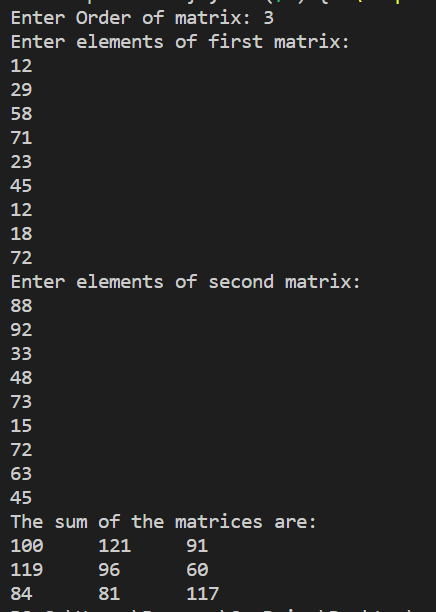 Enter Order of matrix: 3
Enter elements of first matrix:
12
29
58
71
23
45
12
18
72
Enter elements of second matrix:
88
92
33
48
73
15
72
63
45
The sum of the matrices are:
100 121 91
119 96 60
84 81 117